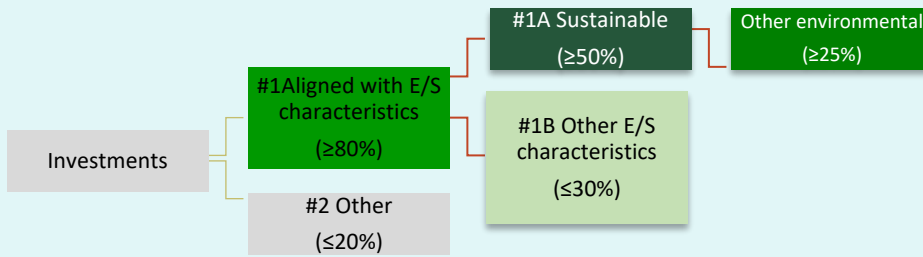 Investments
#1Aligned with E/S
characteristics
(≥80%)
#2 Other
(≤20%)
#1A Sustainable
(≥50%)
#1B Other E/S
characteristics
(≤30%)
Other environmental
(≥25%)